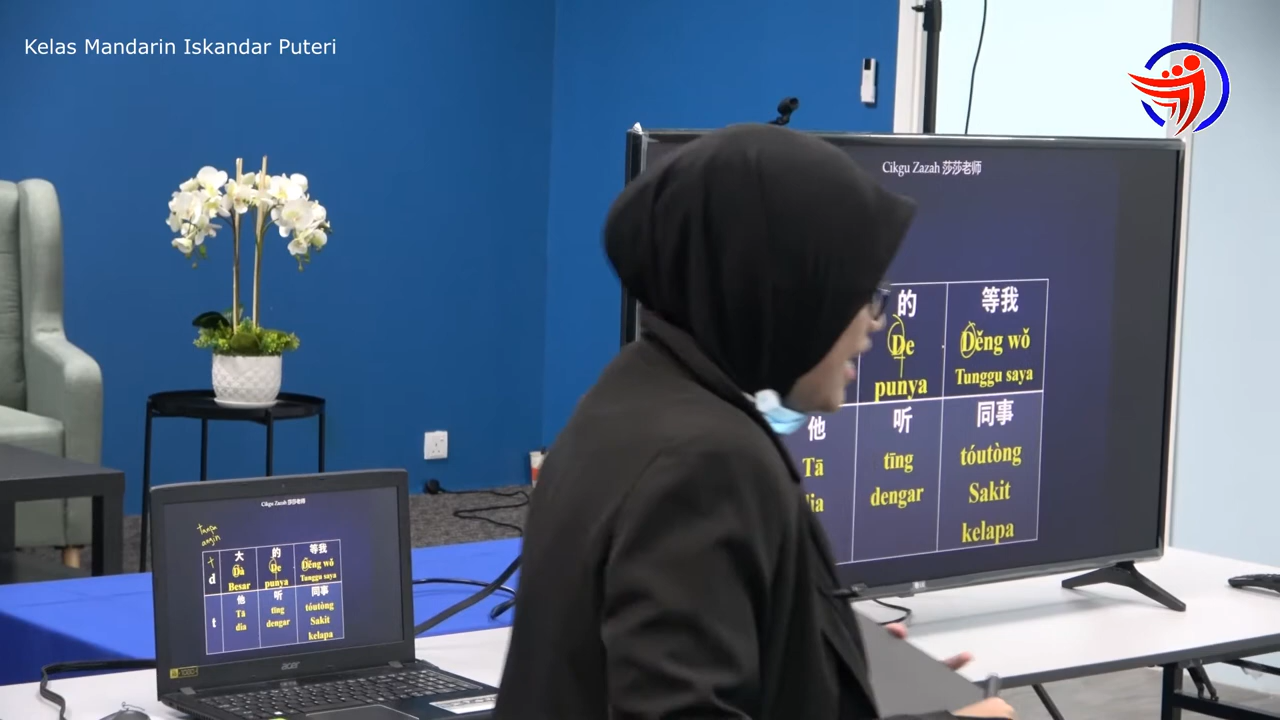 Kelas Mandarin Iskandar Puteri
Cikgu Zazah 莎莎老师
的
等我
De
Děng wǒ
punya
Tunggu saya
他
听
同事
Tā
tīng
tóutòng
dia
dengar
Sakit
kelapa
Cikgu Zazah 莎莎老师
tanpa
angin
大
的
等我
d
Dà
De
Děng wǒ
Besar
punya
Tunggu saya
t
他
听
同事
Tā
tīng
tóutòng
dia
dengar
Sakit
kelapa
acer